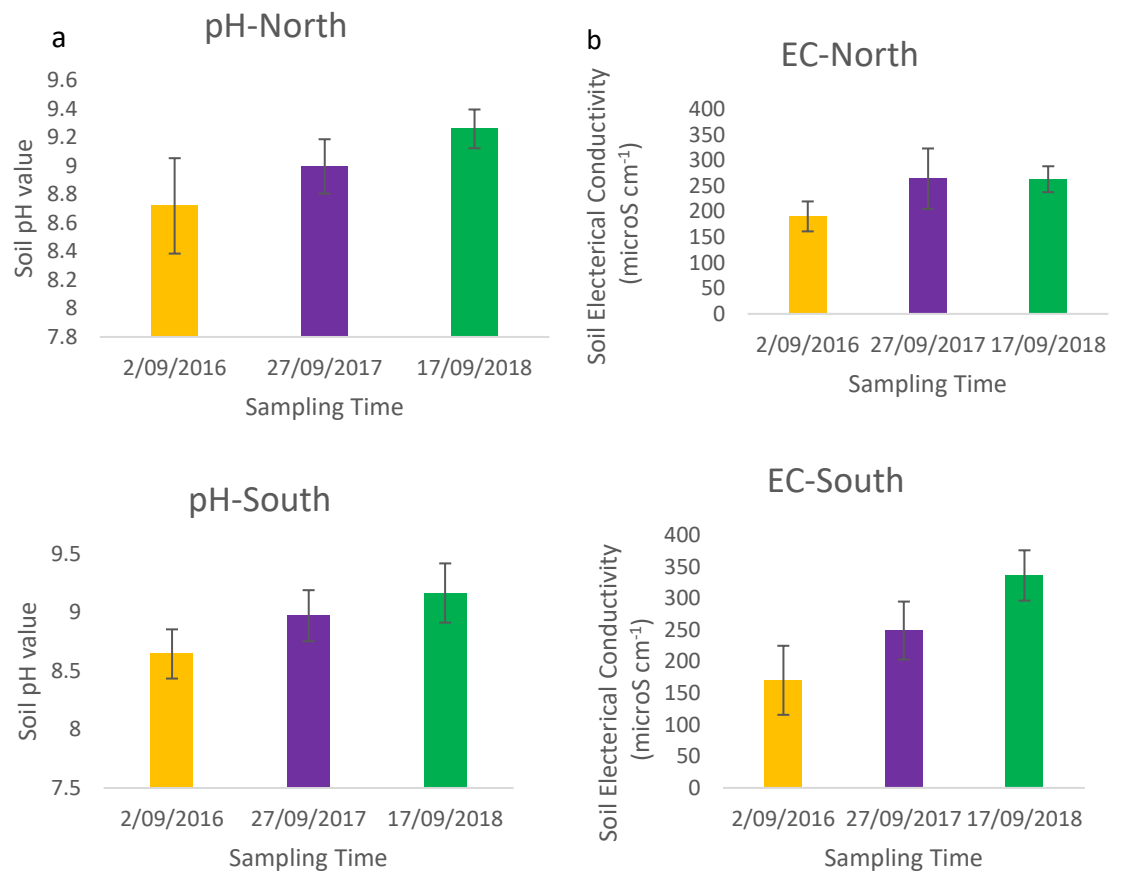 a
pH-North
Soil pH value
9.6
9.4
9.2
9
8.8
8.6
8.4
8.2
8
7.8
2/09/2016 27/09/2017 17/09/2018
Sampling Time
b
EC-North
Soil Electerical Conductivity
(microS cm-1)
400
350
300
250
200
150
100
50
0
2/09/2016 27/09/2017 17/09/2018
Sampling Time
pH-South
Soil pH value
9.5
9
8.5
8
7.5
2/09/2016 27/09/2017 17/09/2018
Sampling Time
EC-South
Soil Electerical Conductivity
(microS cm-1)
400
350
300
250
200
150
100
50
0
2/09/2016 27/09/2017 17/09/2018
Sampling Time